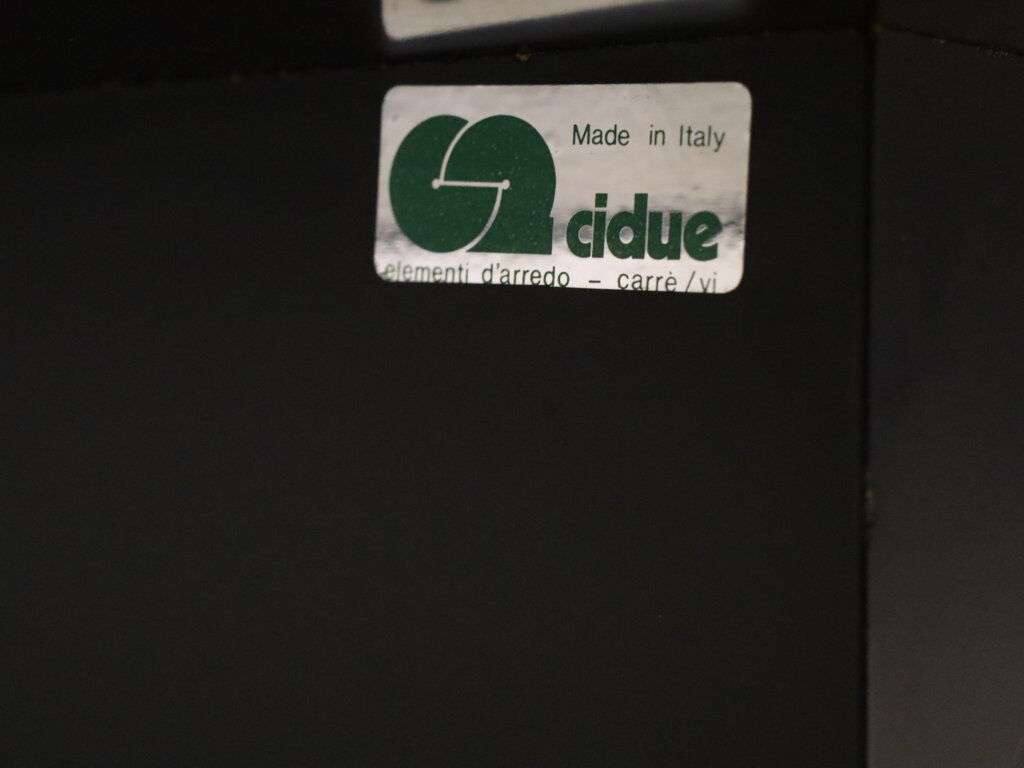 Made in Italy
cidue
elementi d'arredo – carrè/vi